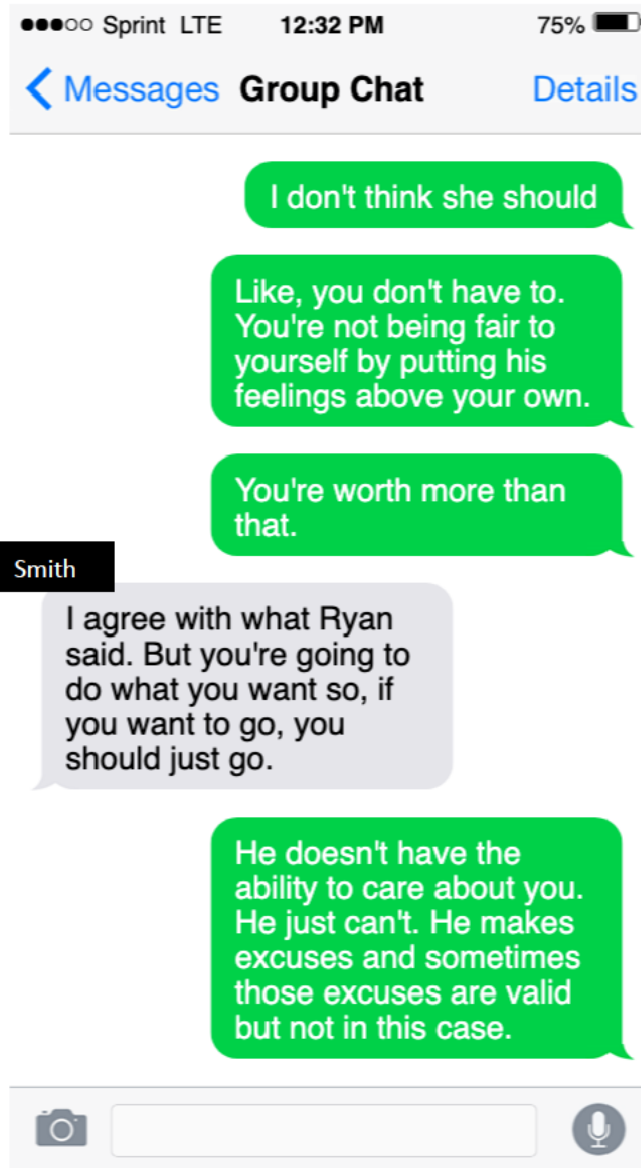 Sprint LTE 12:32 PM 75%
Messages Group Chat Details
I don't think she should
Like, you don't have to.
You're not being fair to
yourself by putting his
feelings above your own.
You're worth more than
that.
Smith
I agree with what Ryan
said. But you're going to
do what you want so, if
you want to go, you
should just go.
He doesn't have the
ability to care about you.
He just can't. He makes
excuses and sometimes
those excuses are valid
but not in this case.